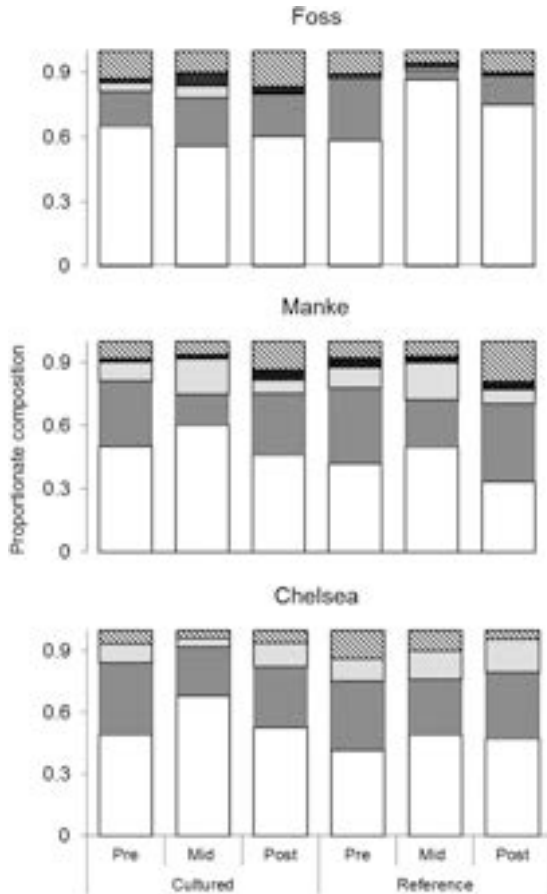 Foss
0.9
0.6
0.3
0
Manke
0.9
0.6
0.3
0
Proportionate composition
Chelsea
0.9
0.6
0.3
0
Pre Mid Post Pre Mid Post
Cultured Reference